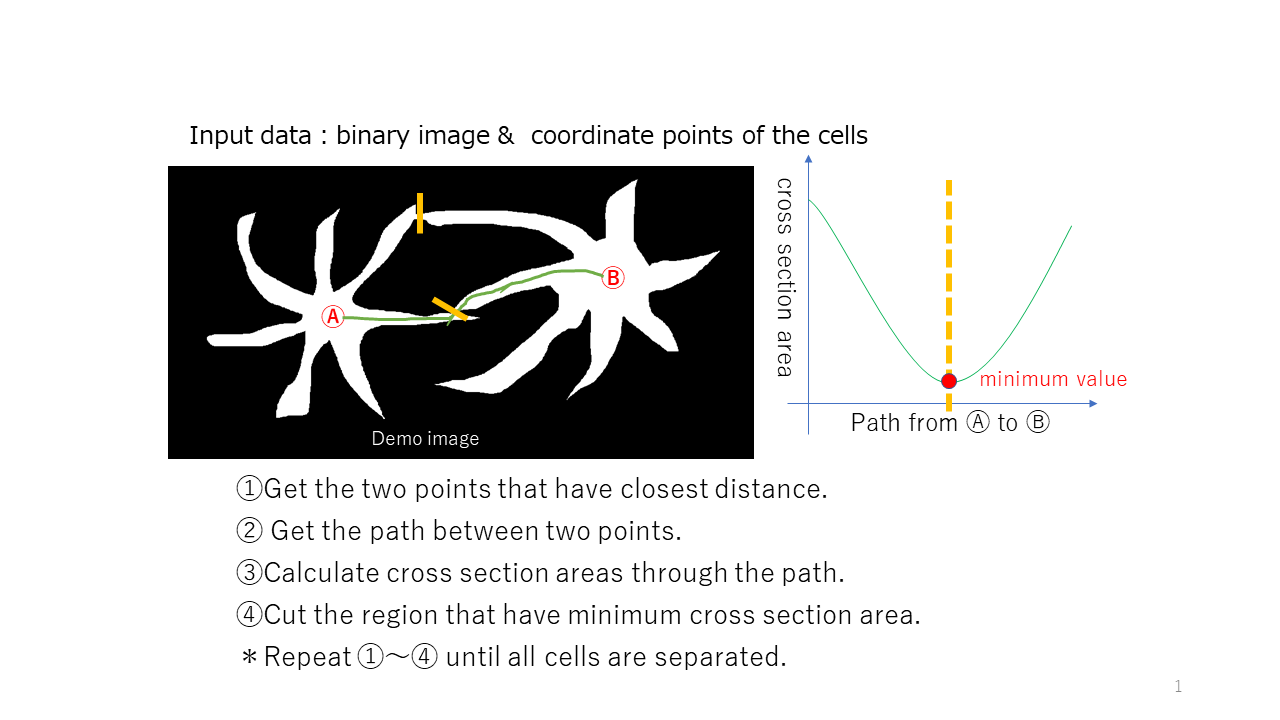 Input data : binary image &  coordinate points of the cells
Ⓐ
Ⓑ
Demo image
cross section area
minimum value
Path from Ⓐ to Ⓑ
①Get the two points that have closest distance.
② Get the path between two points.
③Calculate cross section areas through the path.
④Cut the region that have minimum cross section area.
＊Repeat ①～④ until all cells are separated.
1